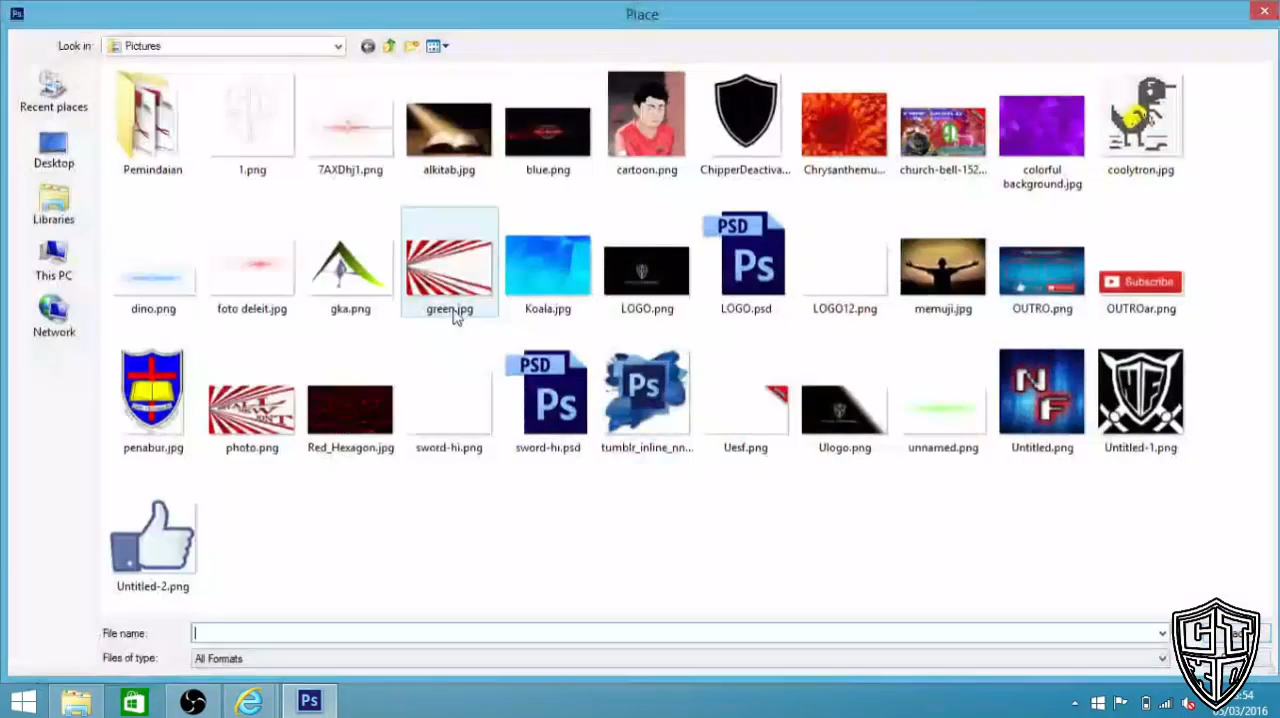 Place
Look in:
Pictures
Recent places
Desktop
Libraries
This PC
Network
Pemindaian
1.png
7AXDhj1.png
alkitab.jpg
blue.png
cartoon.png
ChipperDeactiva...
Chrysanthemu...
church-bell-152...
colorful
background.jpg
coolytron.jpg
dino.png
foto deleit.jpg
gka.png
green.jpg
Koala.jpg
LOGO.png
PSD
Ps
LOGO.psd
LOGO12.png
memuji.jpg
OUTRO.png
Subscribe
OUTROar.png
penabur.jpg
photo.png
Red_Hexagon.jpg
sword-hi.png
PSD
Ps
sword-hi.psd
Ps
tumblr_inline_nn...
Uesf.png
Ulogo.png
unnamed.png
N
F
Untitled.png
Untitled-1.png
Untitled-2.png
File name:
Files of type:
All Formats
Ps
:54
03/03/2016